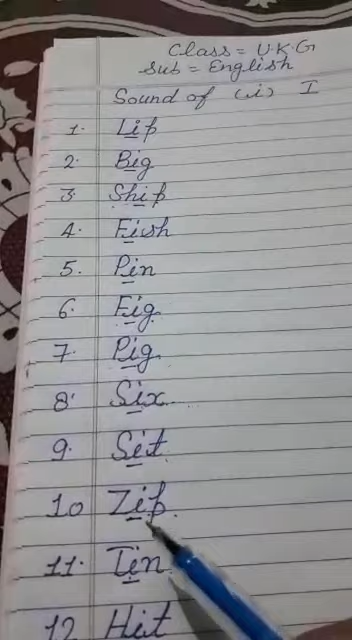 Class = U.K.G
Sub = English
Sound of (i) I
1. Lip
2. Big
3. Ship
4. Fish
5. Pin
6. Fig
7. Pig
8. Six
9. Sit
10 Zip
11. Tin
12 Hit